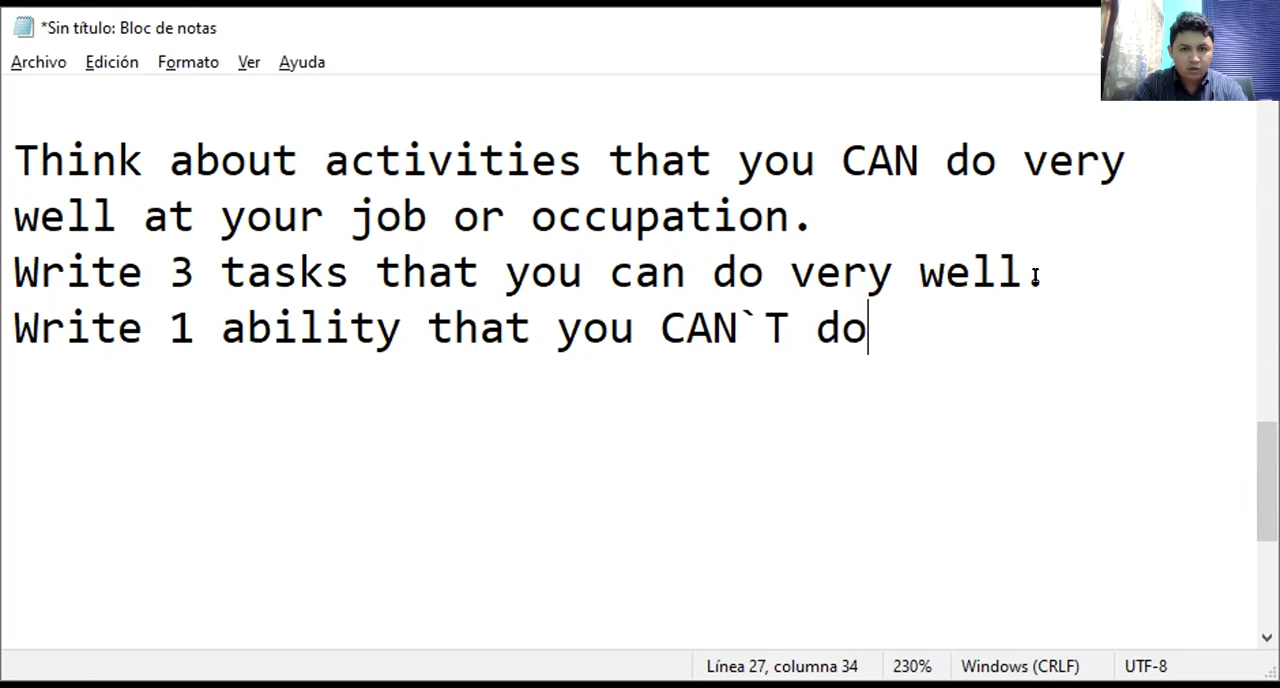 *Sin título: Bloc de notas
Archivo Edición Formato Ver Ayuda
Think about activities that you CAN do very
well at your job or occupation.
Write 3 tasks that you can do very well.
Write 1 ability that you CAN`T do
Línea 27, columna 34 230% Windows (CRLF) UTF-8